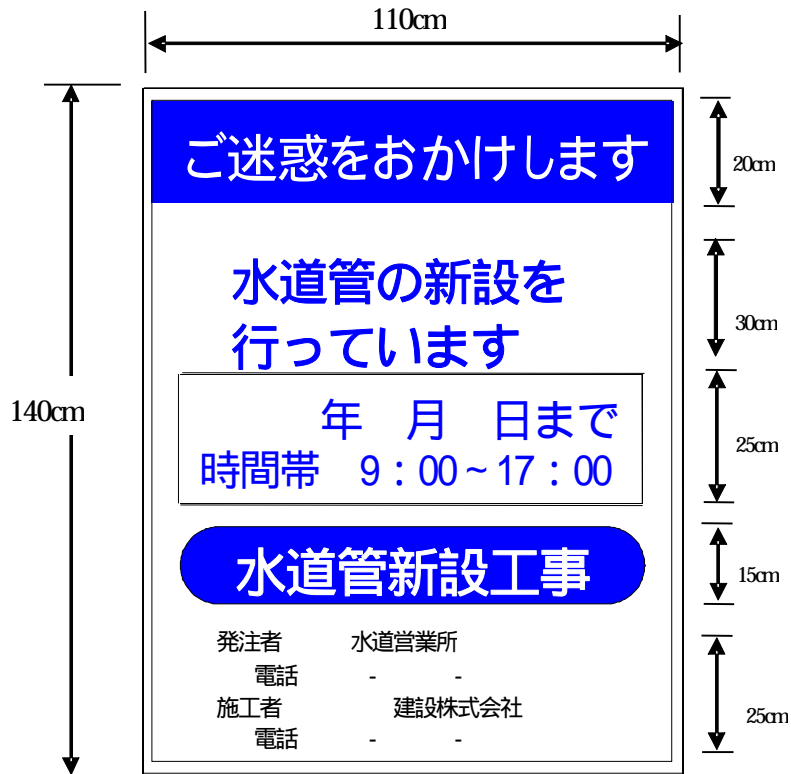 110cm
140cm
ご迷惑をおかけします
20cm
水道管の新設を
行っています
30cm
年 月 日まで
時間帯 9：00～17：00
25cm
水道管新設工事
15cm
発注者 水道営業所
電話 - -
施工者 建設株式会社
電話 - -
25cm